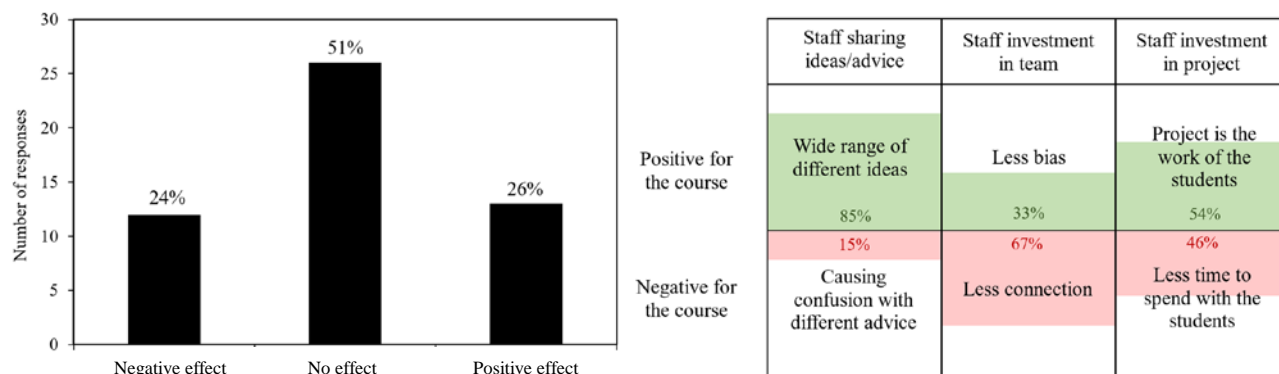 30
25
20
15
10
5
0
Number of responses
24%
51%
26%
Negative effect
No effect
Positive effect
Staff sharing
ideas/advice
Staff investment
in team
Staff investment
in project
Positive for
the course
Wide range of
different ideas
85%
Less bias
33%
Project is the
work of the
students
54%
Negative for
the course
15%
Causing
confusion with
different advice
67%
Less connection
46%
Less time to
spend with the
students